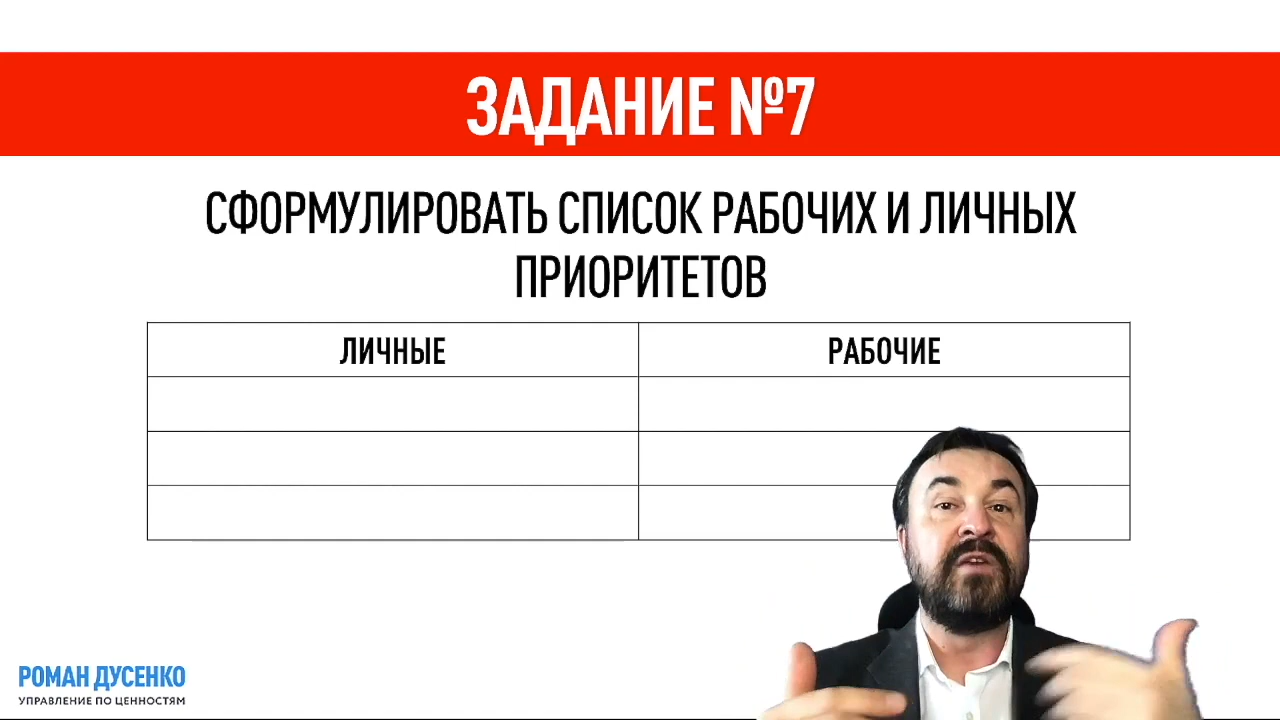 ЗАДАНИЕ №7
СФОРМУЛИРОВАТЬ СПИСОК РАБОЧИХ И ЛИЧНЫХ
ПРИОРИТЕТОВ
ЛИЧНЫЕ
РАБОЧИЕ
РОМАН ДУСЕНКО
УПРАВЛЕНИЕ ПО ЦЕННОСТЯМ